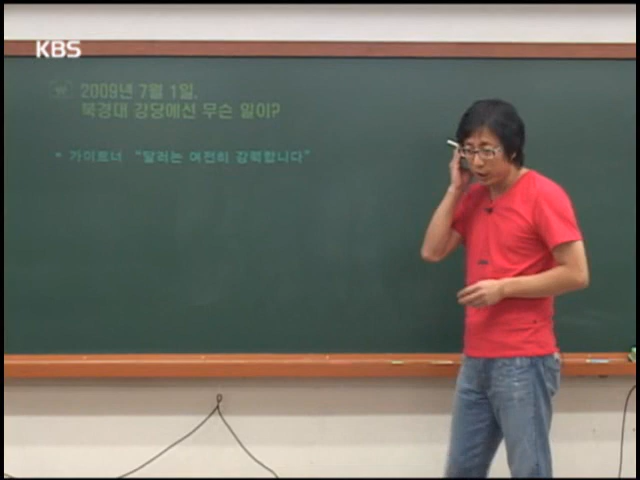 KBS
2009년 7월 1일.
북경대 강당에선 무슨 일이?
* 가이트너 "달러는 여전히 강력합니다"